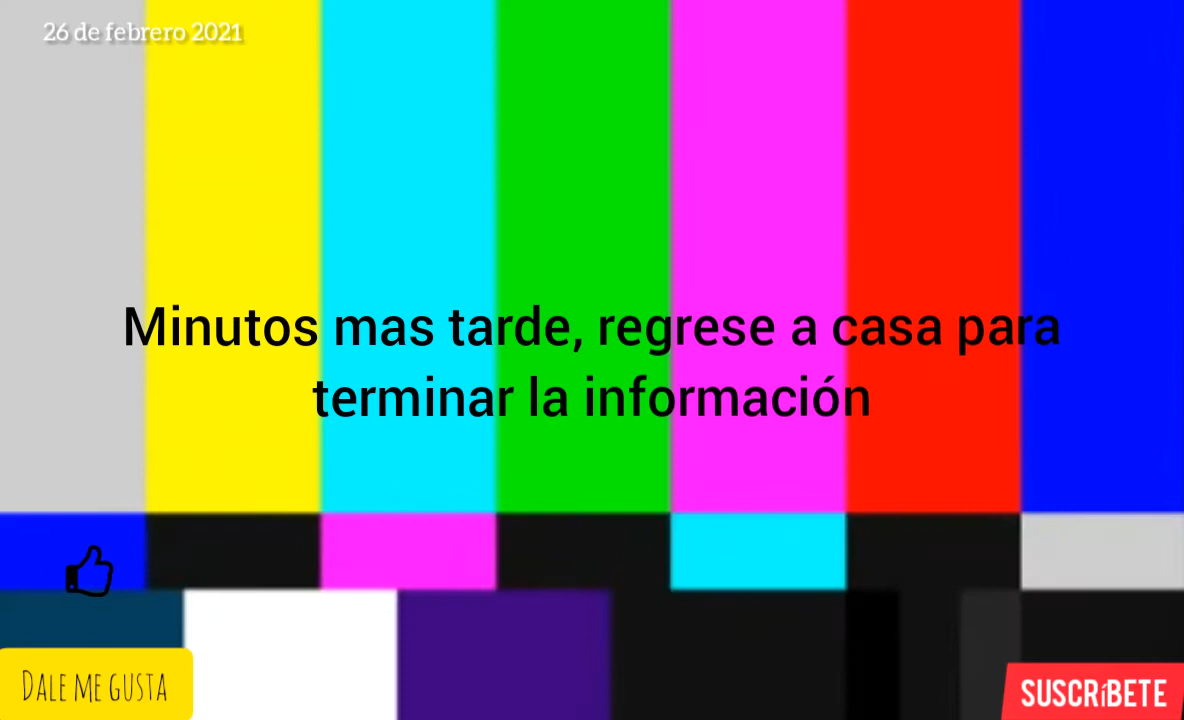 26 de febrero 2021
Minutos mas tarde, regrese a casa para
terminar la información
DALE ME GUSTA
SUSCRíBETE